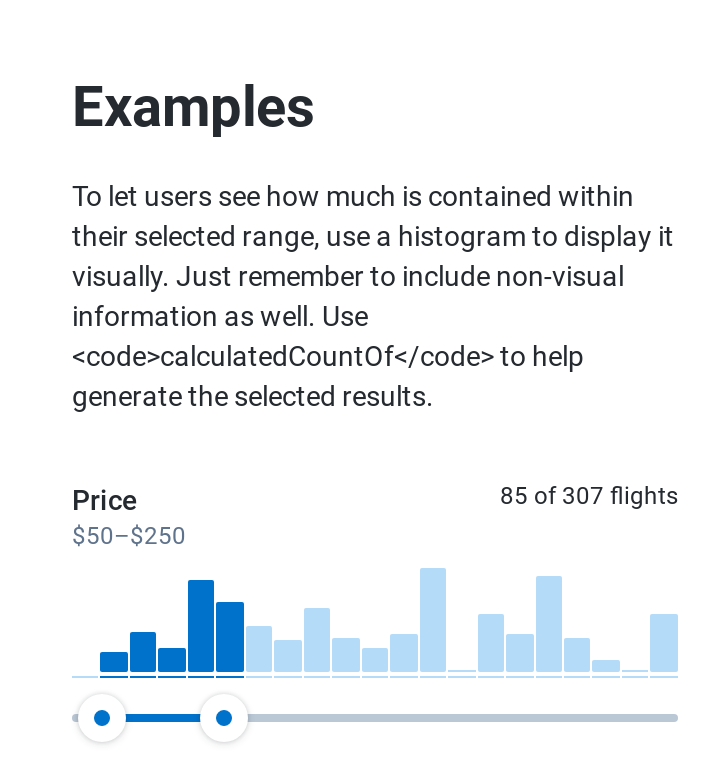 Examples
To let users see how much is contained within
their selected range, use a histogram to display it
visually. Just remember to include non-visual
information as well. Use
<code>calculatedCountOf</code> to help
generate the selected results.
Price
85 of 307 flights
$50–$250